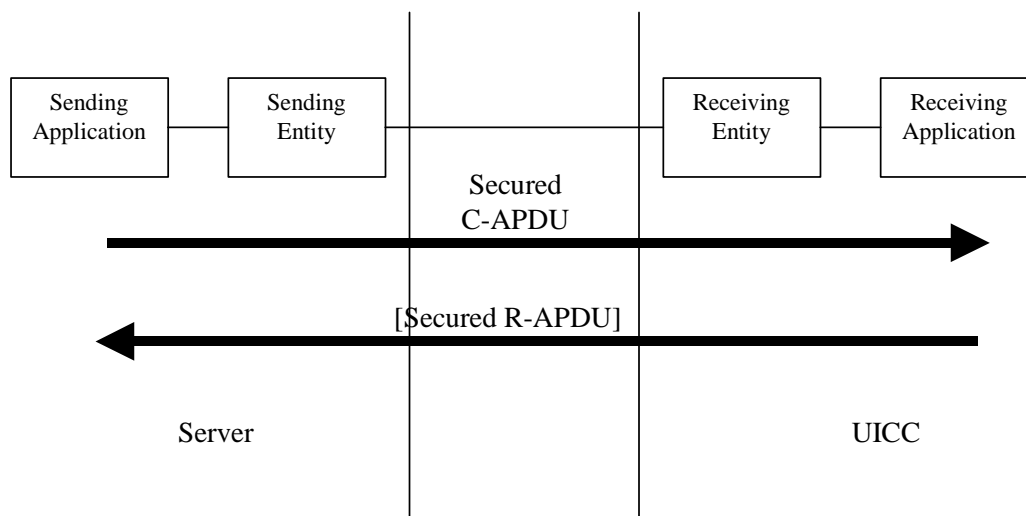 Sending
Application
Sending
Entity
Receiving
Entity
Receiving
Application
Secured
C-APDU
[Secured R-APDU]
Server
UICC